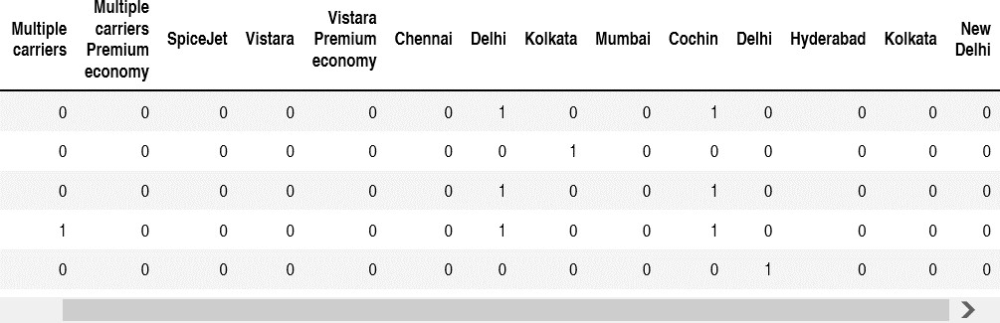 Multiple carriers Multiple carriers Premium economy SpiceJet Vistara Vistara Premium economy Chennai Delhi Kolkata Mumbai Cochin Delhi Hyderabad Kolkata New Delhi
0 0 0 0 0 0 1 0 0 1 0 0 0 0
0 0 0 0 0 0 0 1 0 0 0 0 0 0
0 0 0 0 0 0 1 0 0 1 0 0 0 0
1 0 0 0 0 0 1 0 0 1 0 0 0 0
0 0 0 0 0 0 0 0 0 0 1 0 0 0